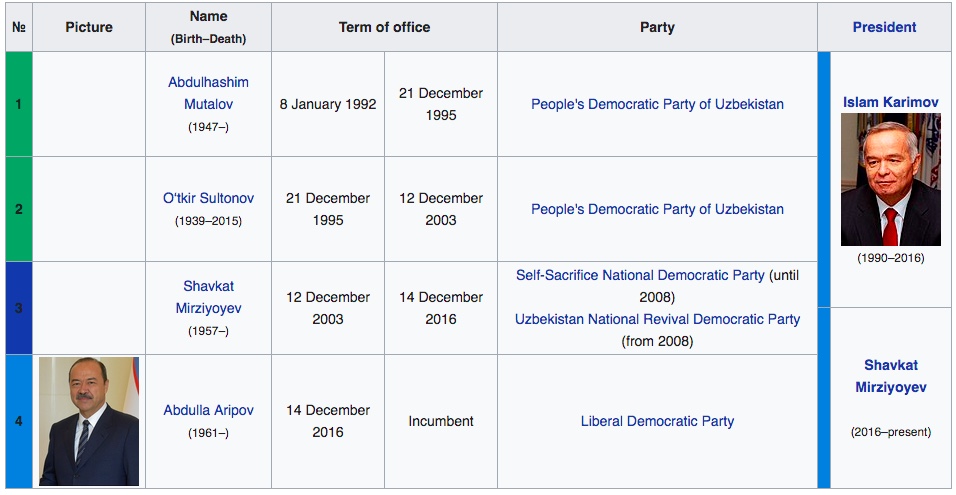 №
Picture
Name
(Birth–Death)
Term of office
Party
President
1
Abdulhashim
Mutalov
(1947–)
8 January 1992
21 December
1995
People's Democratic Party of Uzbekistan
Islam Karimov
(1990–2016)
2
O‘tkir Sultonov
(1939–2015)
21 December
1995
12 December
2003
People's Democratic Party of Uzbekistan
3
Shavkat
Mirziyoyev
(1957–)
12 December
2003
14 December
2016
Self-Sacrifice National Democratic Party (until
2008)
Uzbekistan National Revival Democratic Party
(from 2008)
Shavkat
Mirziyoyev
(2016–present)
4
Abdulla Aripov
(1961–)
14 December
2016
Incumbent
Liberal Democratic Party